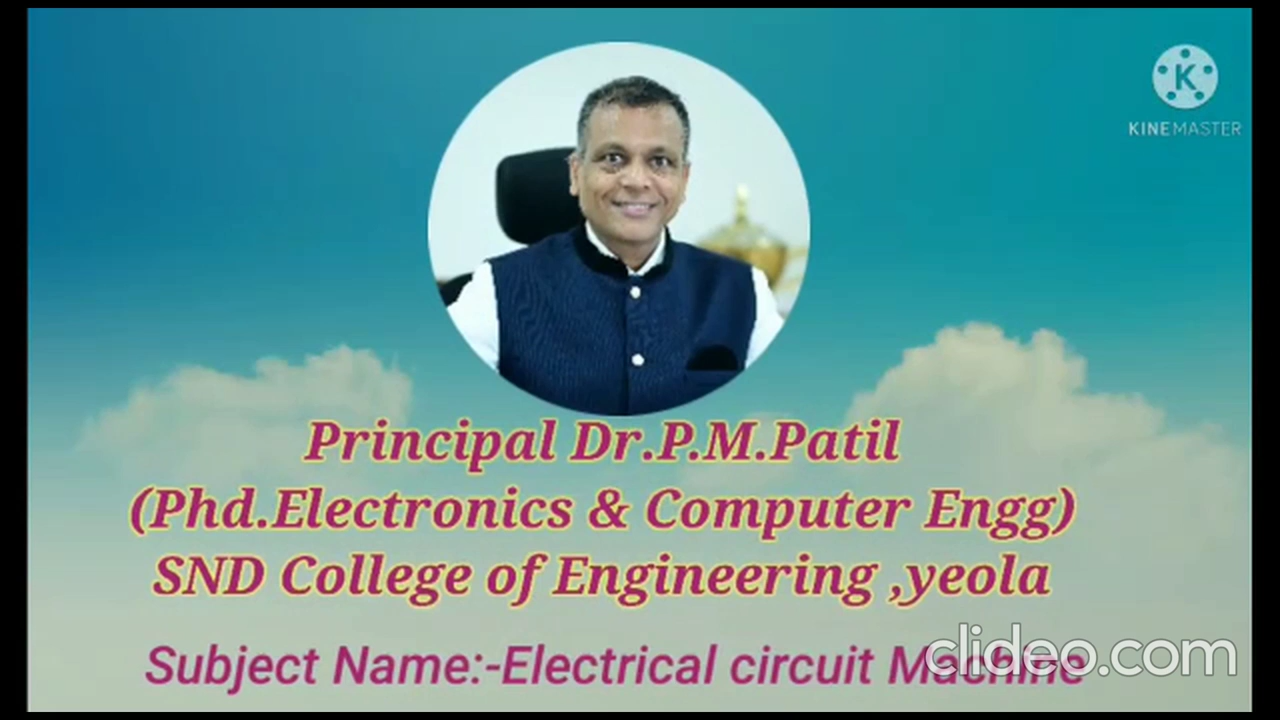 K
KINEMASTER
Principal Dr.P.M.Patil
(Phd.Electronics & Computer Engg)
SND College of Engineering ,yeola
Subject Name:-Electrical circuit Machine
clideo.com